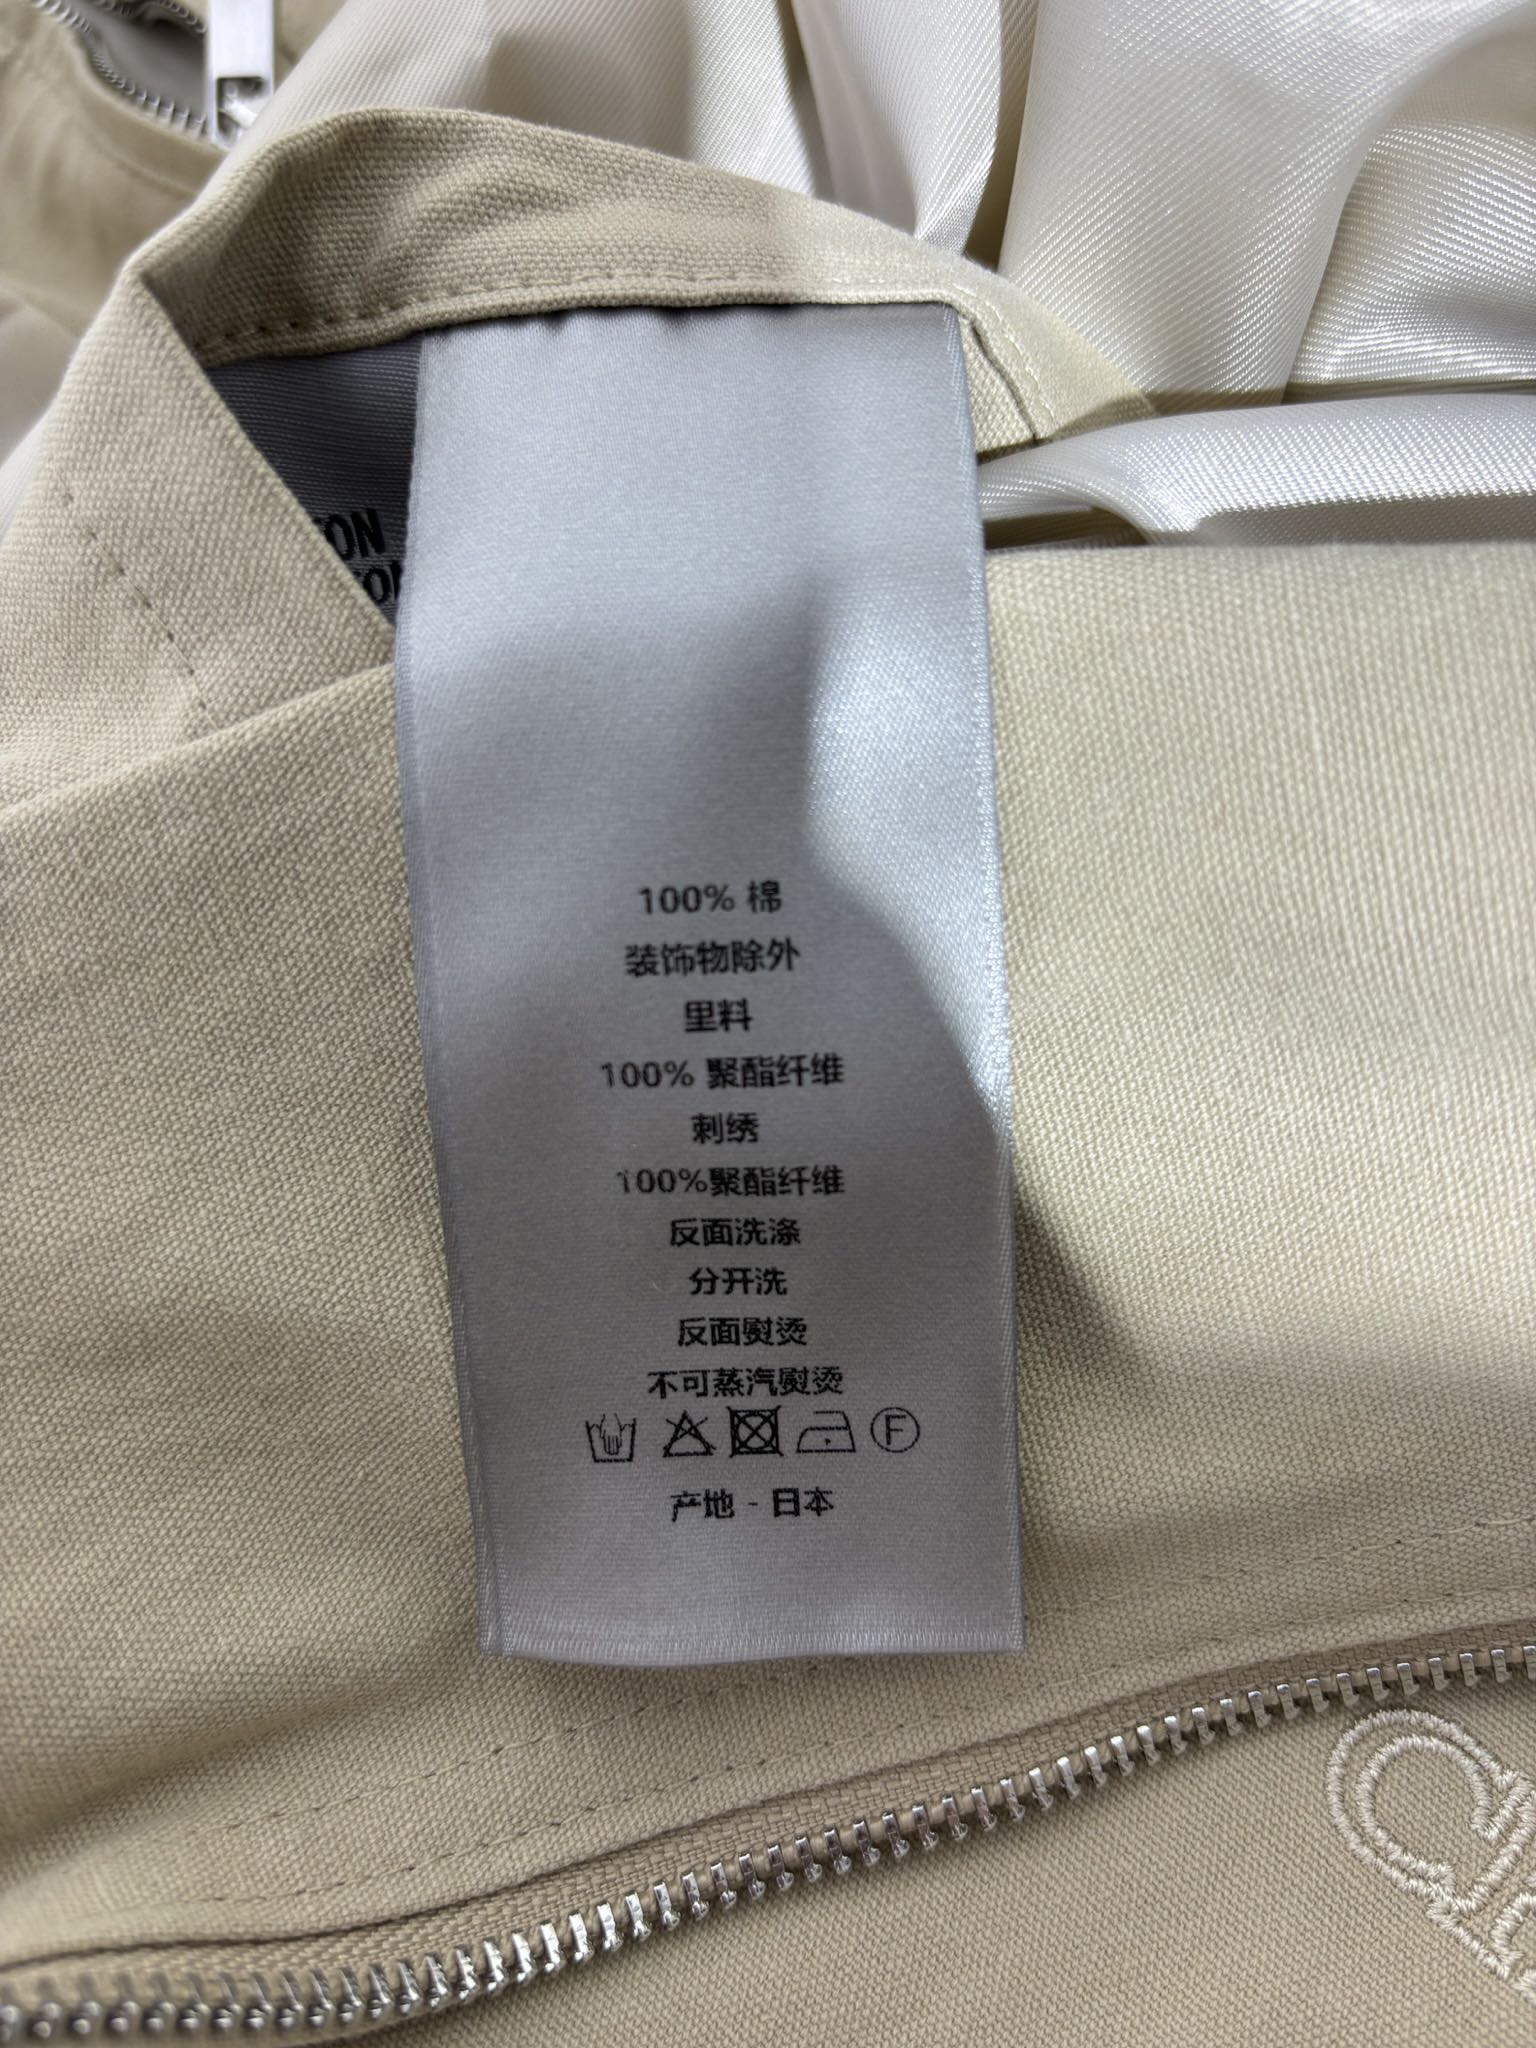 100% 棉
装饰物除外
里料
100% 聚酯纤维
刺绣
100%聚酯纤维
反面洗涤
分开洗
反面熨烫
不可蒸汽熨烫
F
产地 - 日本